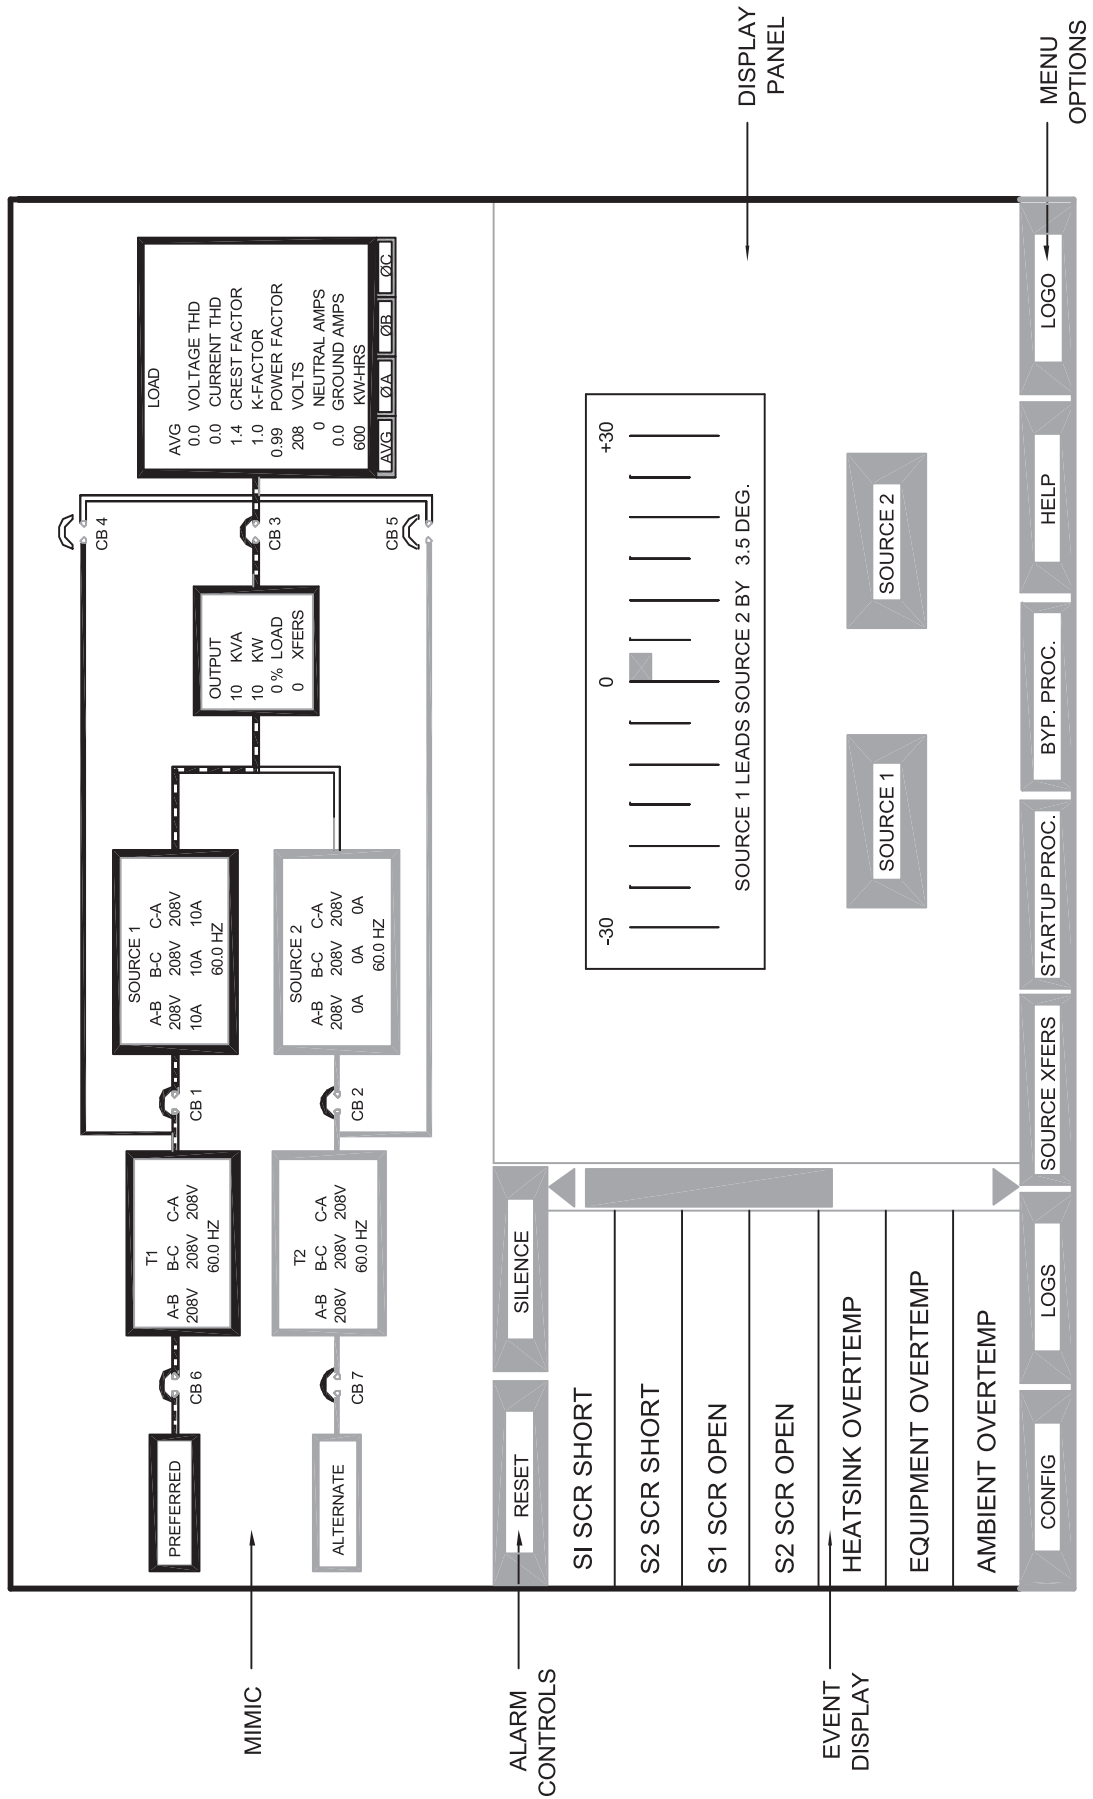 PREFERRED
CB 6
T1
A-B B-C C-A
208V 208V 208V
60.0 HZ
CB 1
SOURCE 1
A-B B-C C-A
208V 208V 208V
10A 10A 10A
60.0 HZ
ALTERNATE
CB 7
T2
A-B B-C C-A
208V 208V 208V
60.0 HZ
CB 2
SOURCE 2
A-B B-C C-A
208V 208V 208V
0A 0A 0A
60.0 HZ
OUTPUT
10 KVA
10 KW
0 % LOAD
0 XFERS
CB 4
CB 3
CB 5
LOAD
AVG
0.0 VOLTAGE THD
0.0 CURRENT THD
1.4 CREST FACTOR
1.0 K-FACTOR
0.99 POWER FACTOR
208 VOLTS
0 NEUTRAL AMPS
0.0 GROUND AMPS
600 KW-HRS
AVG ØA ØB ØC
MIMIC
ALARM
CONTROLS
RESET
SILENCE
SI SCR SHORT
S2 SCR SHORT
S1 SCR OPEN
S2 SCR OPEN
HEATSINK OVERTEMP
EQUIPMENT OVERTEMP
AMBIENT OVERTEMP
EVENT
DISPLAY
-30 0 +30
SOURCE 1 LEADS SOURCE 2 BY 3.5 DEG.
SOURCE 1
SOURCE 2
DISPLAY
PANEL
CONFIG
LOGS
SOURCE XFERS
STARTUP PROC.
BYP. PROC.
HELP
LOGO
MENU
OPTIONS